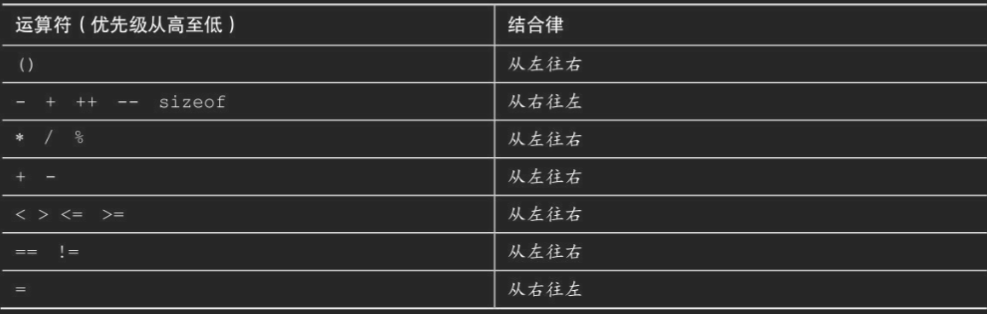 运算符（优先级从高至低） 结合律
() 从左往右
- + ++ -- sizeof 从右往左
* / % 从左往右
+ - 从左往右
< > <= >= 从左往右
== != 从左往右
= 从右往左